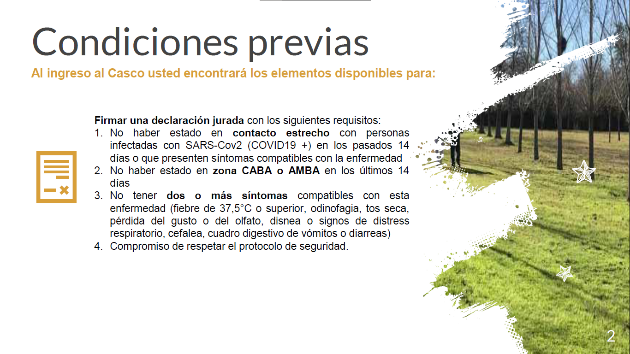 Condiciones previas
Al ingreso al Casco usted encontrará los elementos disponibles para:
Firmar una declaración jurada con los siguientes requisitos:
1. No haber estado en contacto estrecho con personas
infectadas con SARS-Cov2 (COVID19 +) en los pasados 14
días o que presenten síntomas compatibles con la enfermedad
2. No haber estado en zona CABA o AMBA en los últimos 14
días
3. No tener dos o más síntomas compatibles con esta
enfermedad (fiebre de 37,5°C o superior, odinofagia, tos seca,
pérdida del gusto o del olfato, disnea o signos de distress
respiratorio, cefalea, cuadro digestivo de vómitos o diarreas)
4. Compromiso de respetar el protocolo de seguridad.
2